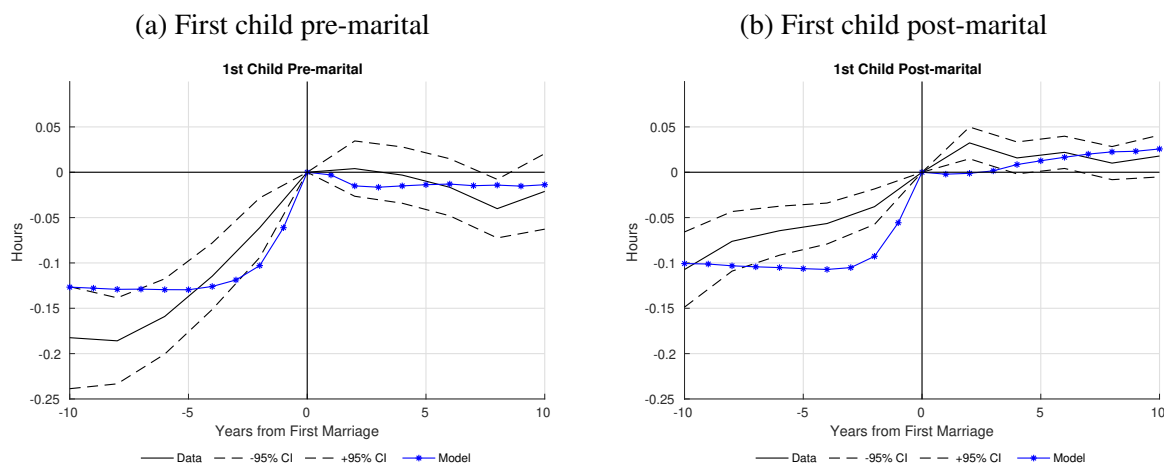 (a) First child pre-marital
1st Child Pre-marital
0.05
0
-0.05
-0.1
-0.15
-0.2
-0.25
Hours
-10
-5
0
5
10
Years from First Marriage
Data
-95% CI
+95% CI
Model
(b) First child post-marital
1st Child Post-marital
0.05
0
-0.05
-0.1
-0.15
-0.2
-0.25
Hours
-10
-5
0
5
10
Years from First Marriage
Data
-95% CI
+95% CI
Model